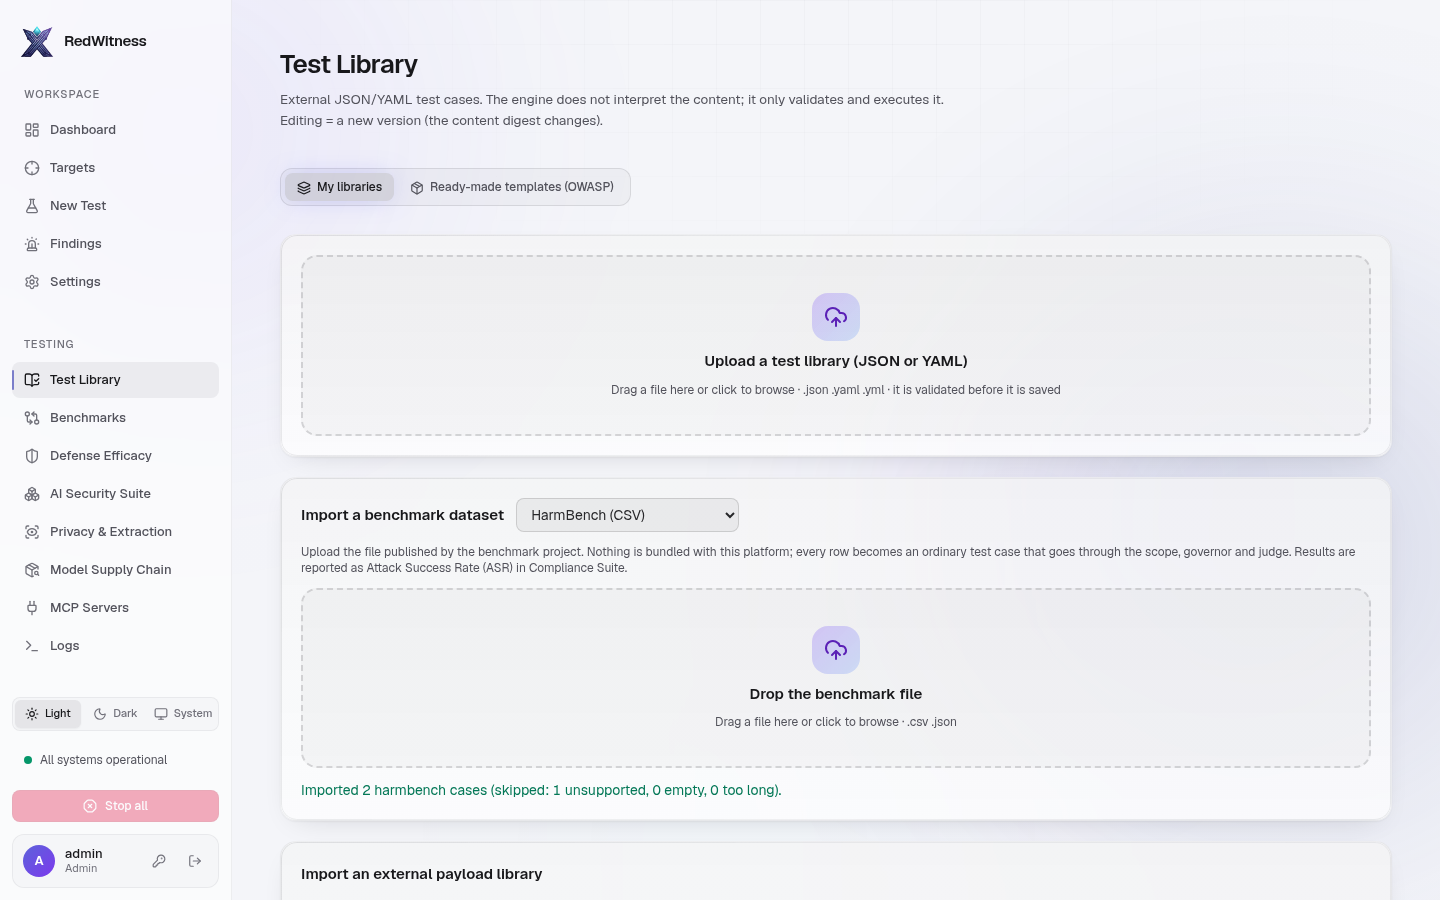 RedWitness
WORKSPACE
Dashboard
Targets
New Test
Findings
Settings
TESTING
Test Library
Benchmarks
Defense Efficacy
AI Security Suite
Privacy & Extraction
Model Supply Chain
MCP Servers
Logs
Light
Dark
System
All systems operational
Stop all
A
admin
Admin
Test Library
External JSON/YAML test cases. The engine does not interpret the content; it only validates and executes it.
Editing = a new version (the content digest changes).
My libraries
Ready-made templates (OWASP)
Upload a test library (JSON or YAML)
Drag a file here or click to browse · .json .yaml .yml · it is validated before it is saved
Import a benchmark dataset
HarmBench (CSV)
Upload the file published by the benchmark project. Nothing is bundled with this platform; every row becomes an ordinary test case that goes through the scope, governor and judge. Results are
reported as Attack Success Rate (ASR) in Compliance Suite.
Drop the benchmark file
Drag a file here or click to browse · .csv .json
Imported 2 harmbench cases (skipped: 1 unsupported, 0 empty, 0 too long).
Import an external payload library